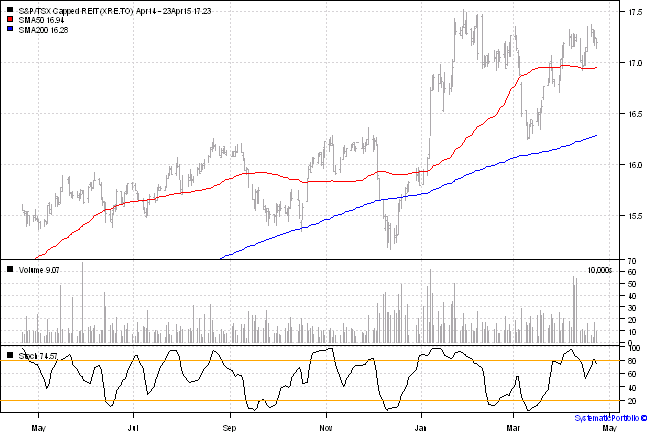 S&P/TSX Capped REIT(XRE.TO) Apr14 - 23Apr15 17.23
SMA50 16.94
SMA200 16.28
17.5
17.0
16.5
16.0
15.5
Volume 9.07
10,000s
70
60
50
40
30
20
10
0
Stoch 74.57
100
80
60
40
20
May
Jul
Sep
Nov
Jan
Mar
May
SystematicPortfolio ©